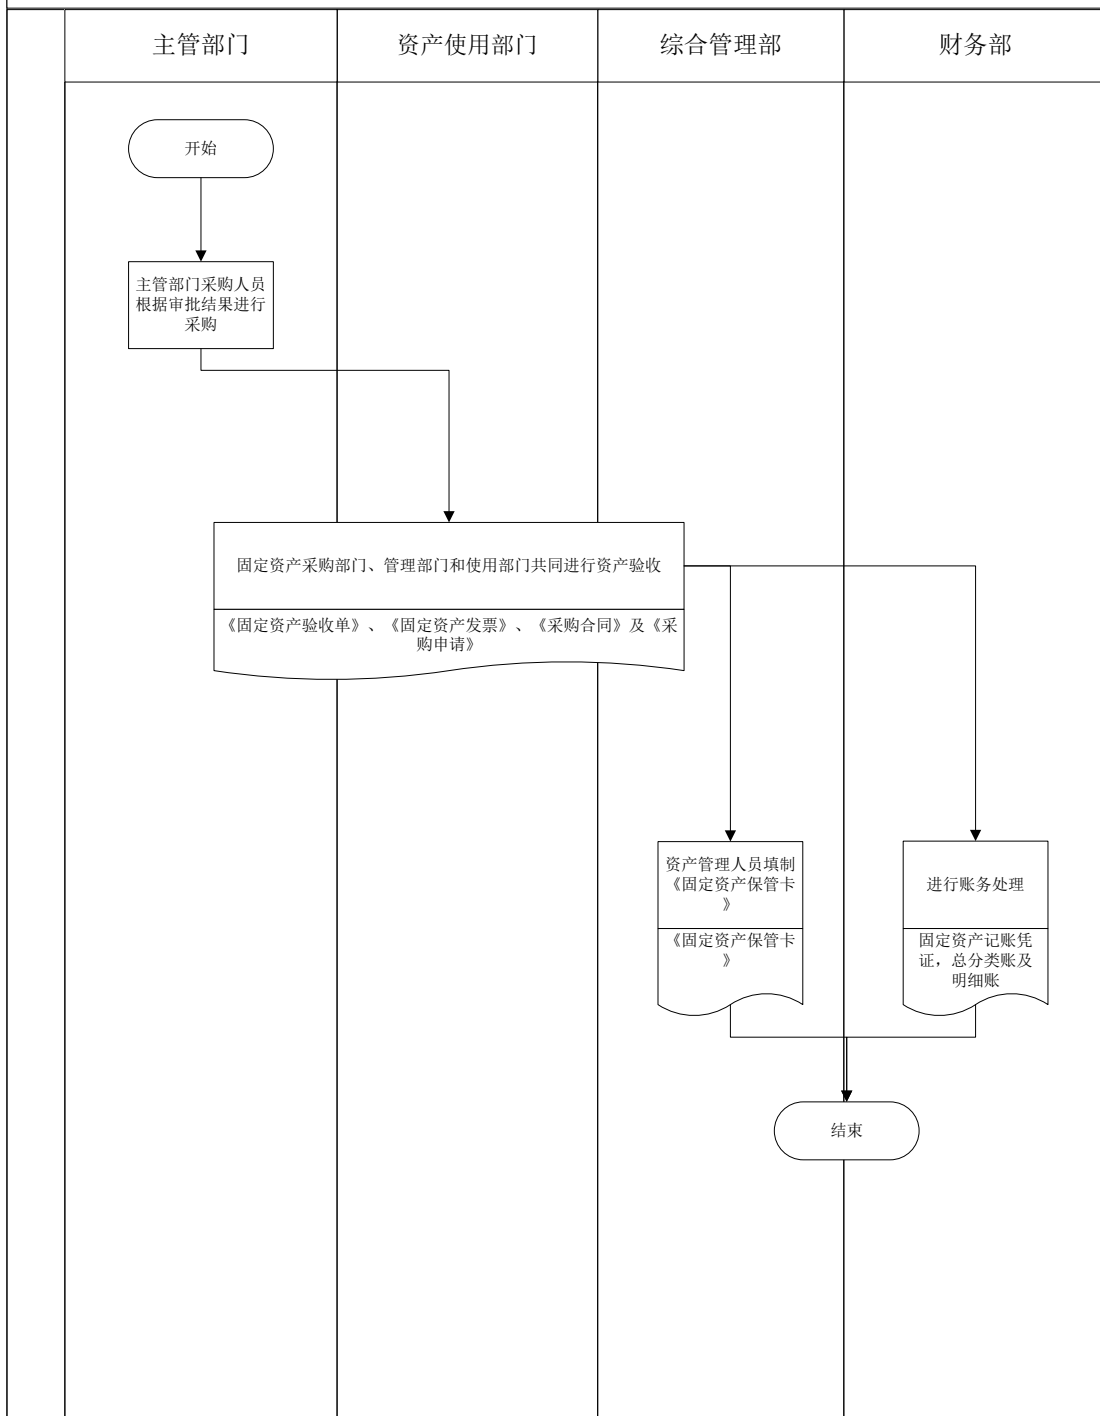 主管部门
资产使用部门
综合管理部
财务部
开始
主管部门采购人员
根据审批结果进行
采购
固定资产采购部门、管理部门和使用部门共同进行资产验收
《固定资产验收单》、《固定资产发票》、《采购合同》及《采
购申请》
资产管理人员填制
《固定资产保管卡
》
《固定资产保管卡
》
进行账务处理
固定资产记账凭
证，总分类账及
明细账
结束